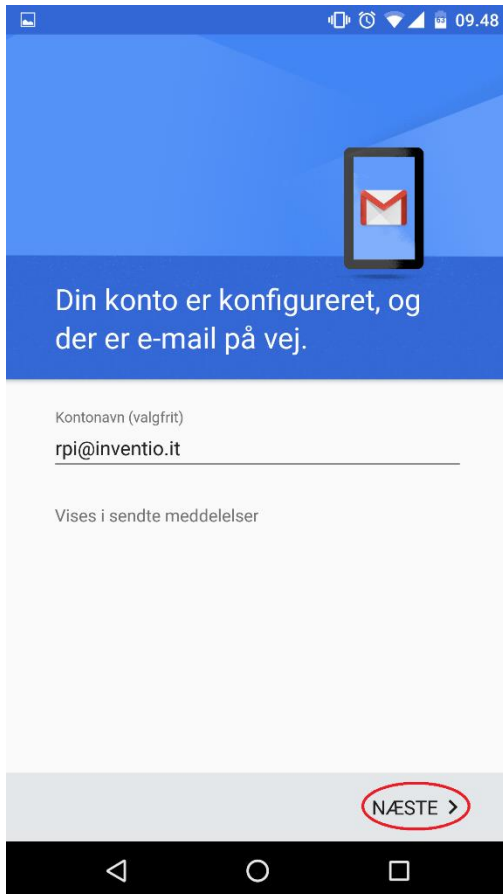 09.48
Din konto er konfigureret, og
der er e-mail på vej.
Kontonavn (valgfrit)
rpi@inventio.it
Vises i sendte meddelelser
NÆSTE